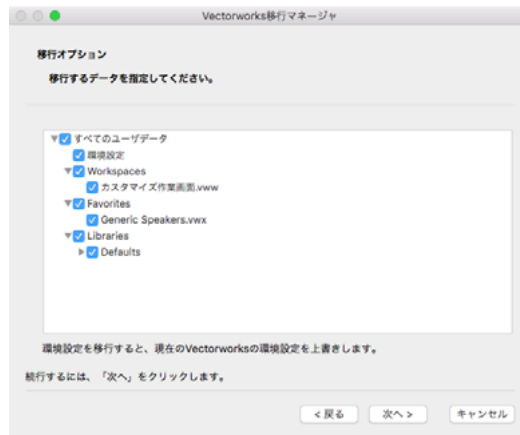 Vectorworks移行マネージャ
移行オプション
移行するデータを指定してください。
すべてのユーザデータ
環境設定
Workspaces
カスタマイズ作業画面.vww
Favorites
Generic Speakers.vwx
Libraries
Defaults
環境設定を移行すると、現在のVectorworksの環境設定を上書きします。
続行するには、「次へ」をクリックします。
< 戻る 次へ > キャンセル